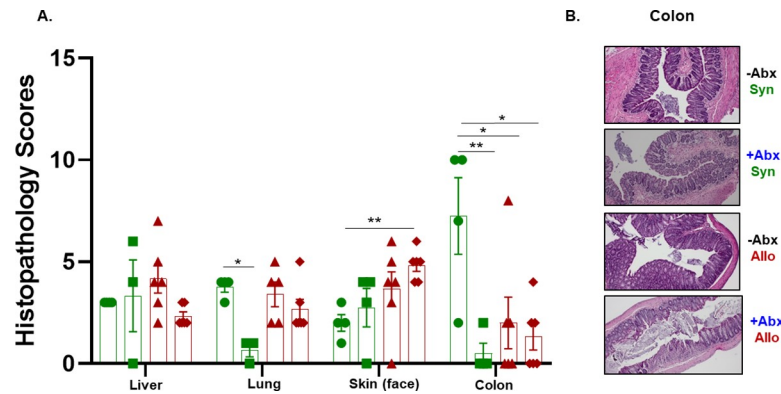 A.
Histopathology Scores
15
10
5
0
*
**
**
*
*
Liver
Lung
Skin (face)
Colon
B.
Colon
-Abx
Syn
+Abx
Syn
-Abx
Allo
+Abx
Allo